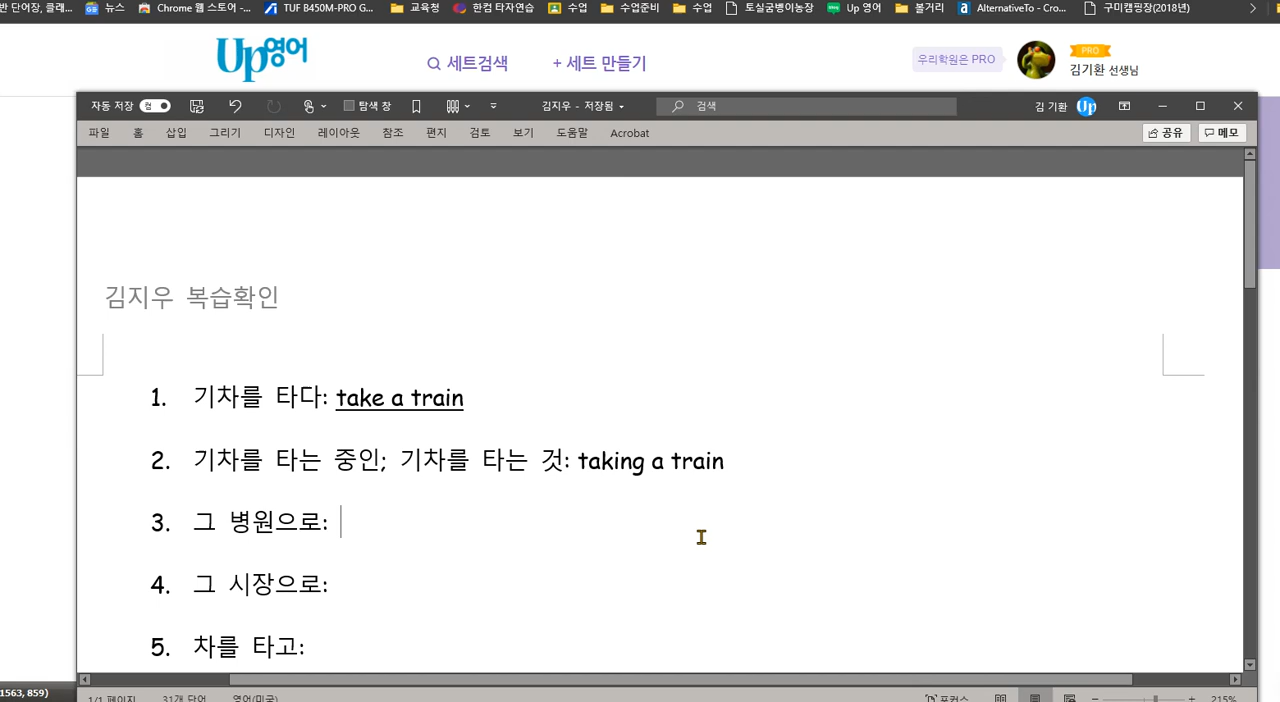 반 단어장, 클래... 뉴스 Chrome 웹 스토어 -... TUF B450M-PRO G... 교육청 한컴 타자연습 수업 수업준비 수업 토실굼벵이농장 Up 영어 볼거리 AlternativeTo - Cro... 구미캠핑장(2018년)
Up영어 세트검색 + 세트 만들기 우리학원은 PRO PRO
김기환 선생님
자동 저장 켬 탐색 창 김지우 - 저장됨 검색 김 기환 Up
파일 홈 삽입 그리기 디자인 레이아웃 참조 편지 검토 보기 도움말 Acrobat 공유 메모
김지우 복습확인
1. 기차를 타다: take a train
2. 기차를 타는 중인; 기차를 타는 것: taking a train
3. 그 병원으로:
4. 그 시장으로:
5. 차를 타고:
1563, 859)
1/1 페이지 31개 단어 영어(미국) 포커스 215%